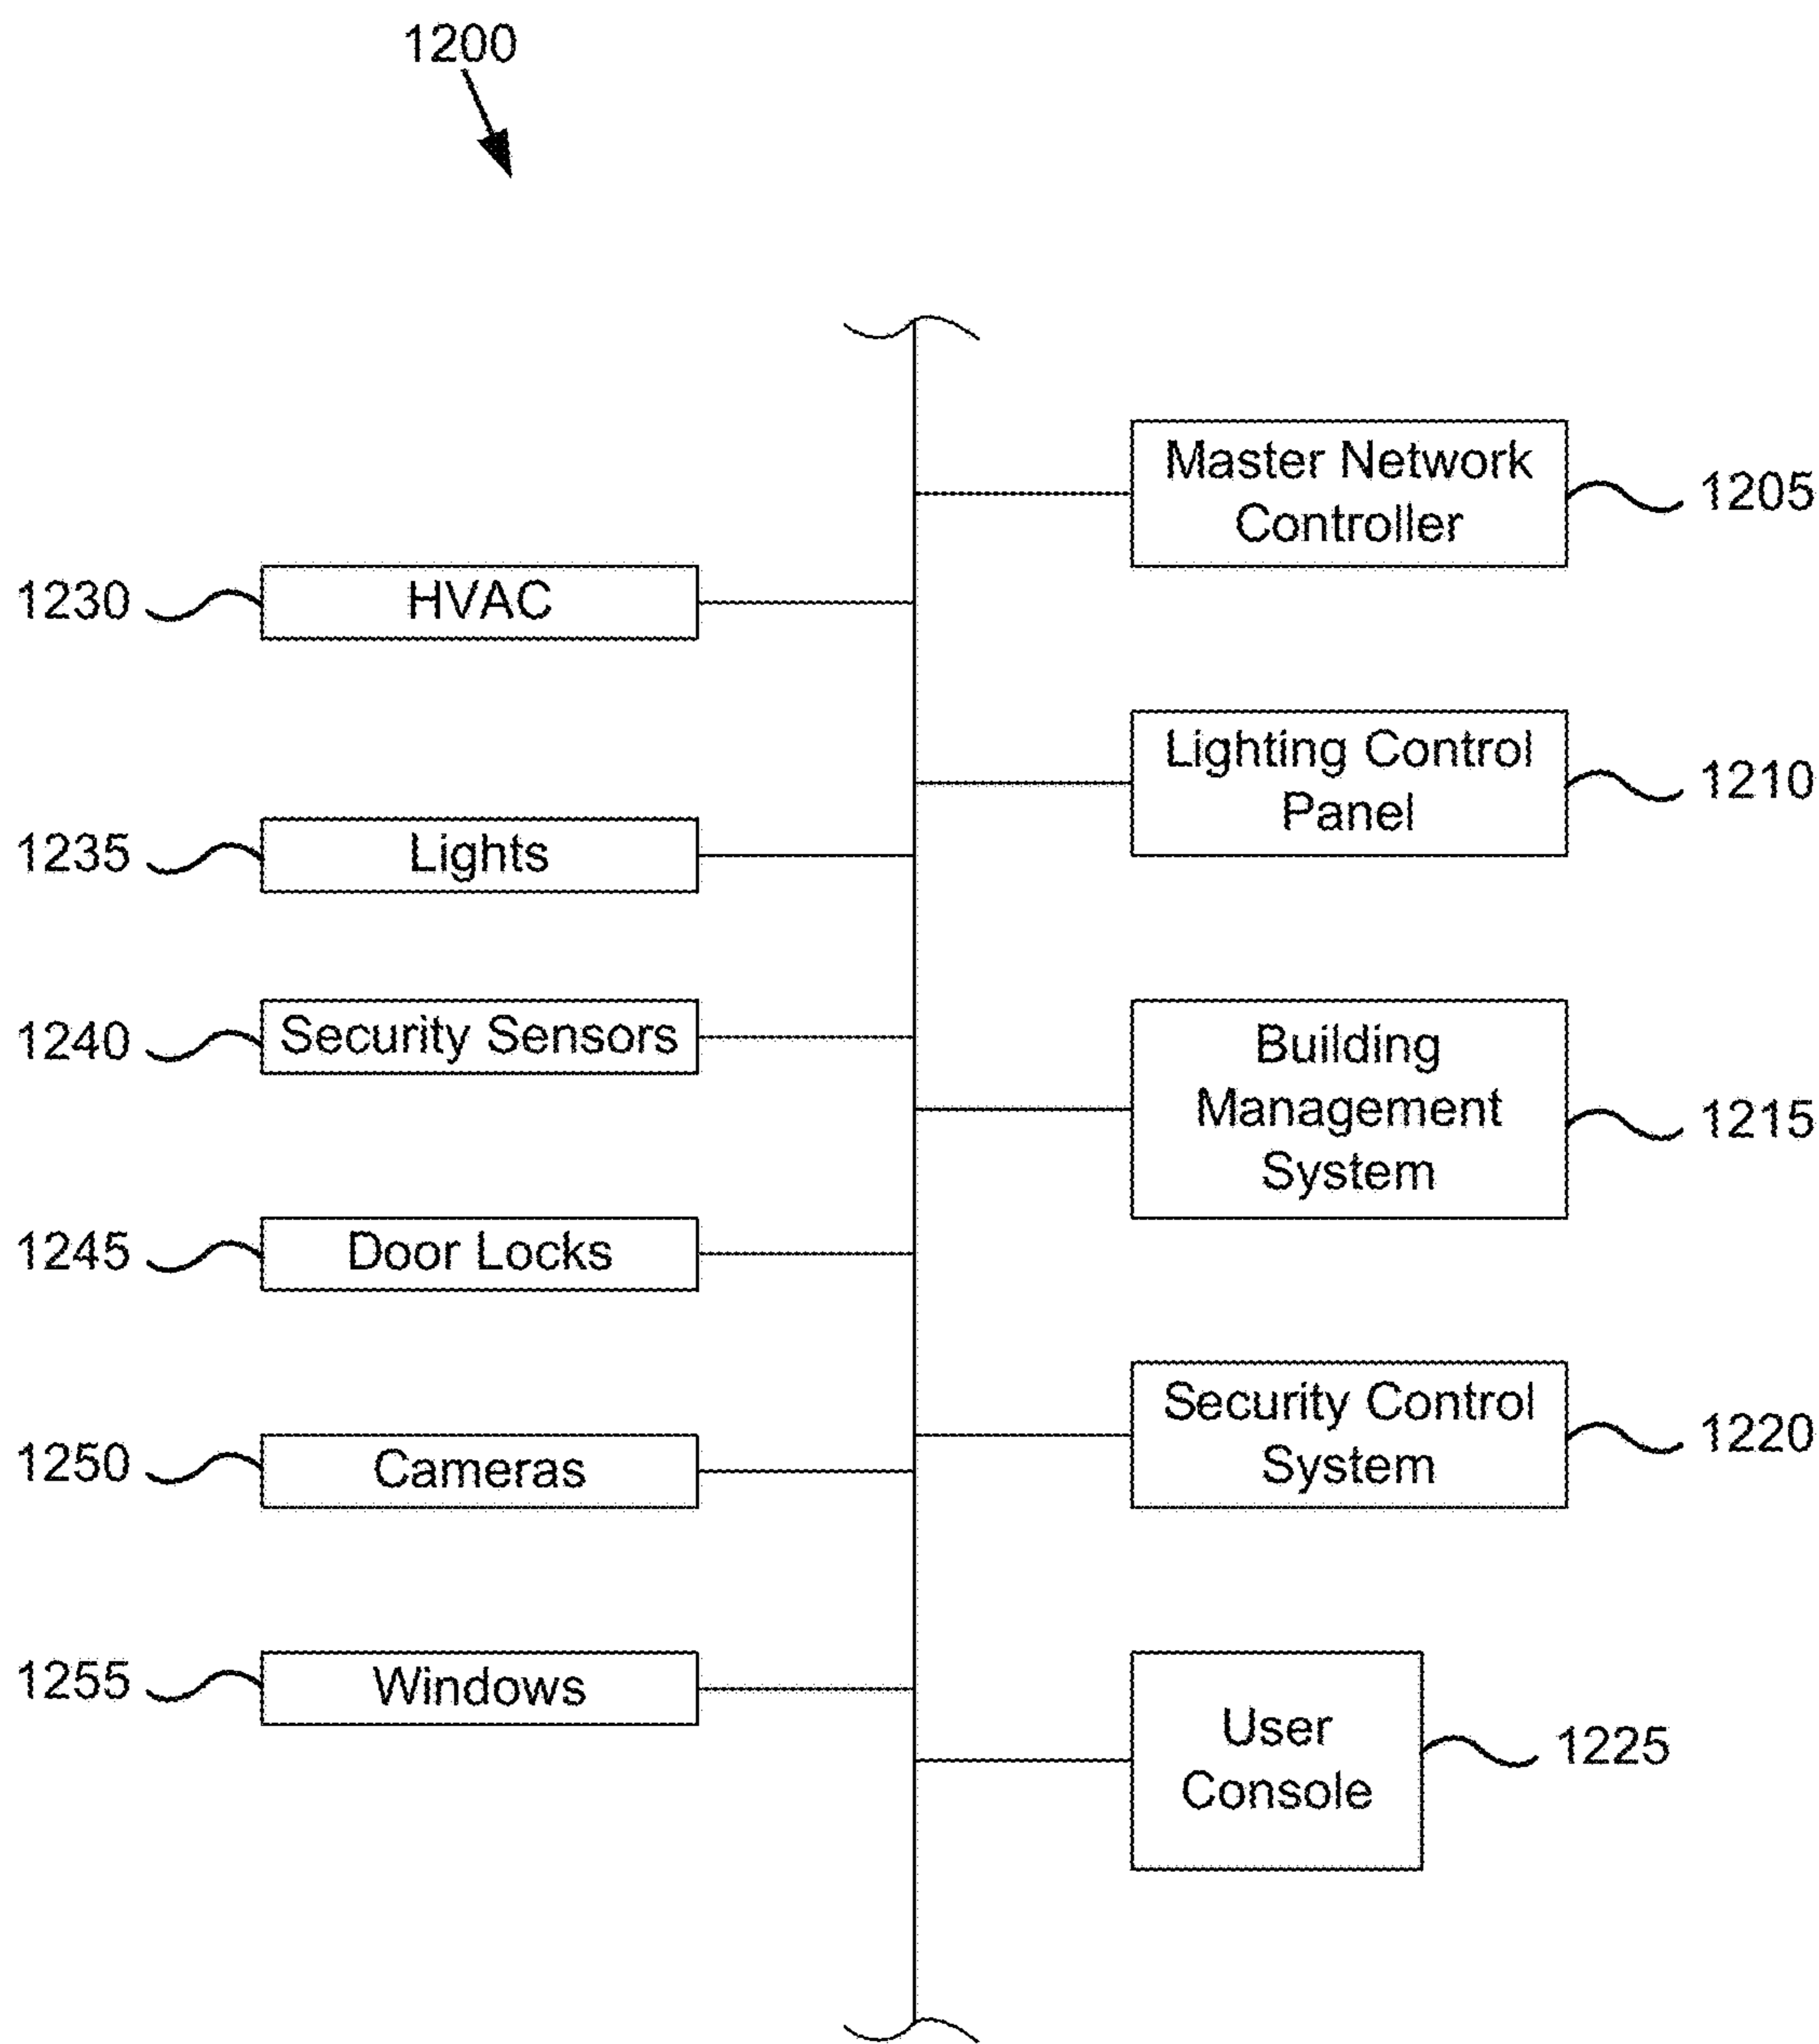 1200
Master Network
Controller
1205
1230
HVAC
Lighting Control
Panel
1210
1235
Lights
1240
Security Sensors
Building
Management
System
1215
1245
Door Locks
Security Control
System
1220
1250
Cameras
1255
Windows
User
Console
1225